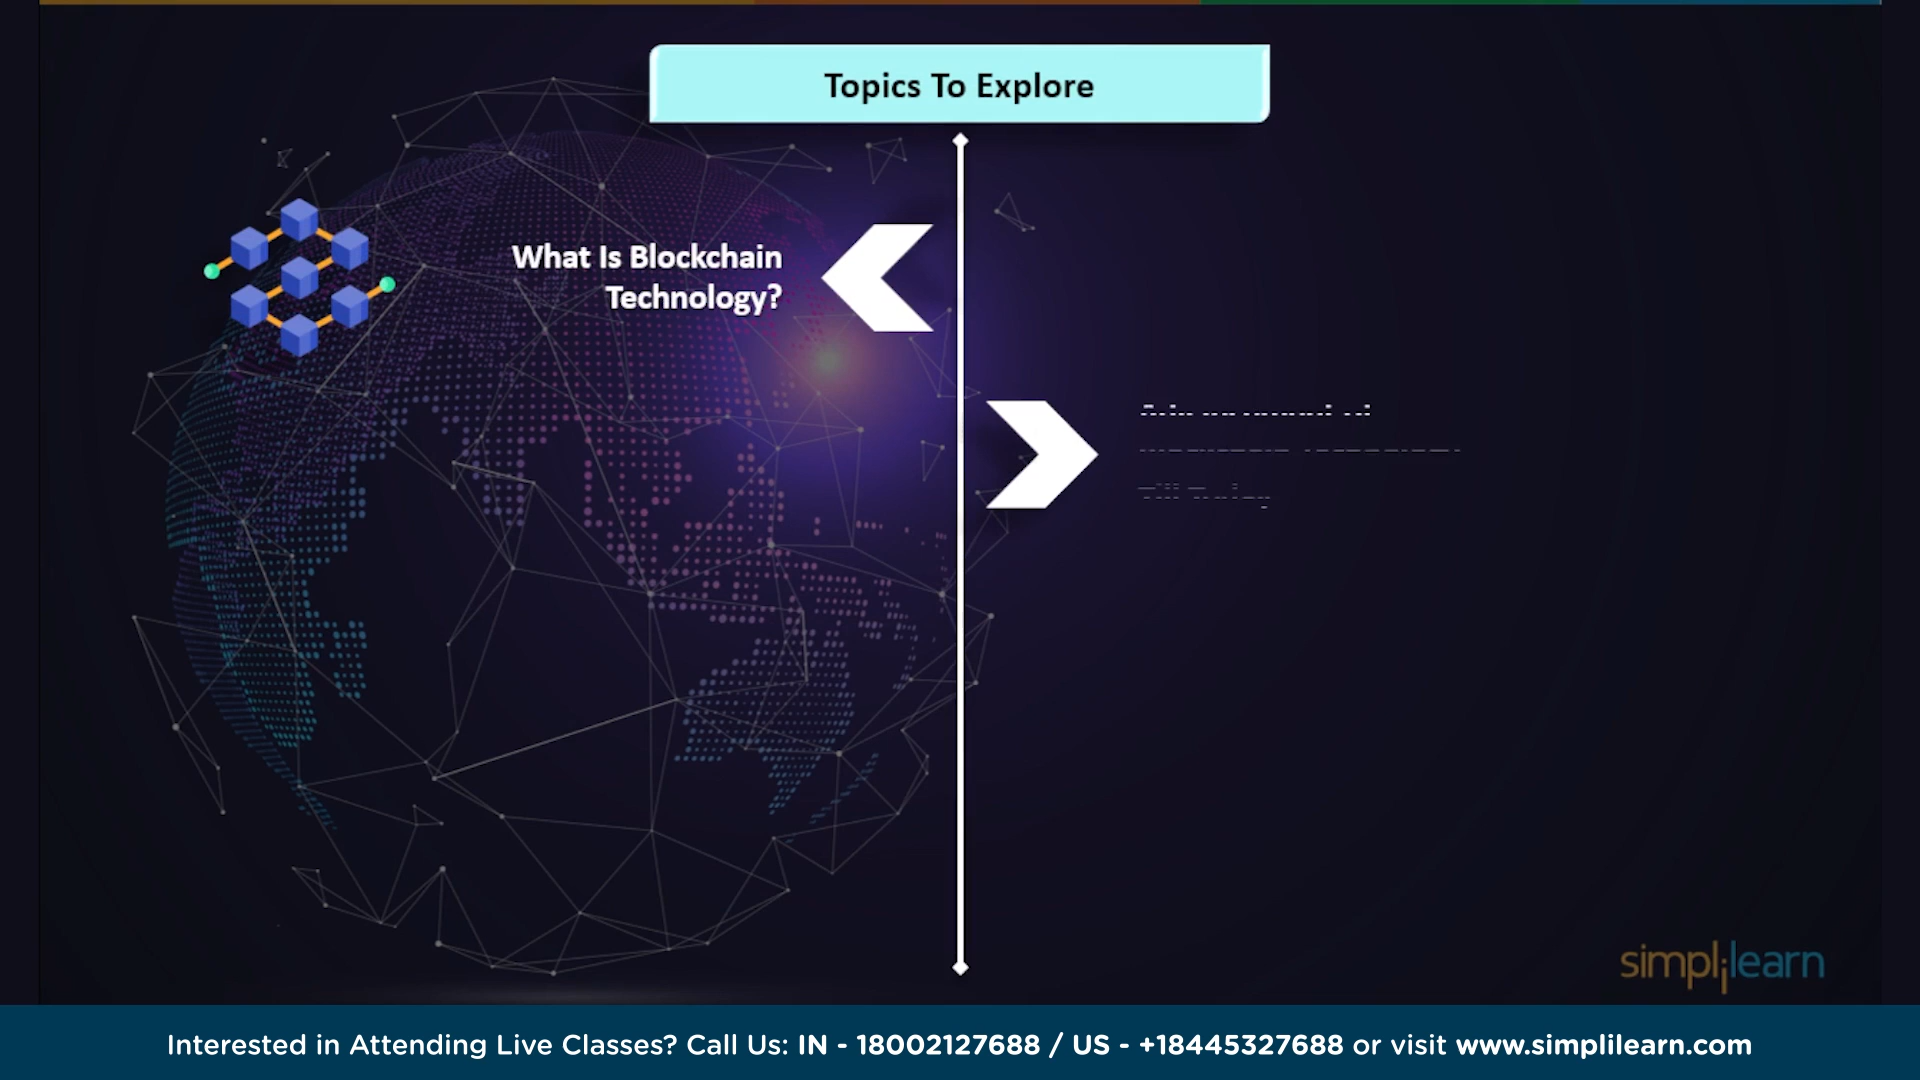 Topics To Explore
What Is Blockchain
Technology?
simplilearn
Interested in Attending Live Classes? Call Us: IN - 18002127688 / US - +18445327688 or visit www.simplilearn.com